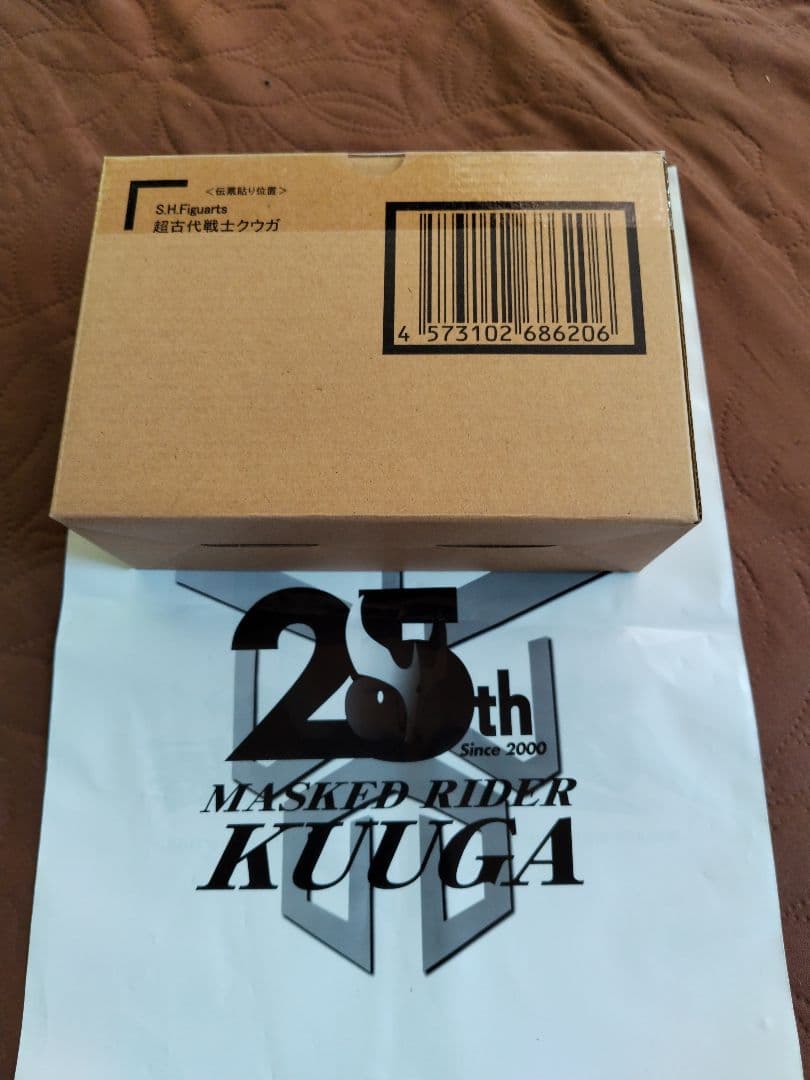 <伝票貼り位置>
S.H.Figuarts
超古代戦士クウガ
4 573102 686206
25th
Since 2000
MASKED RIDER
KUUGA